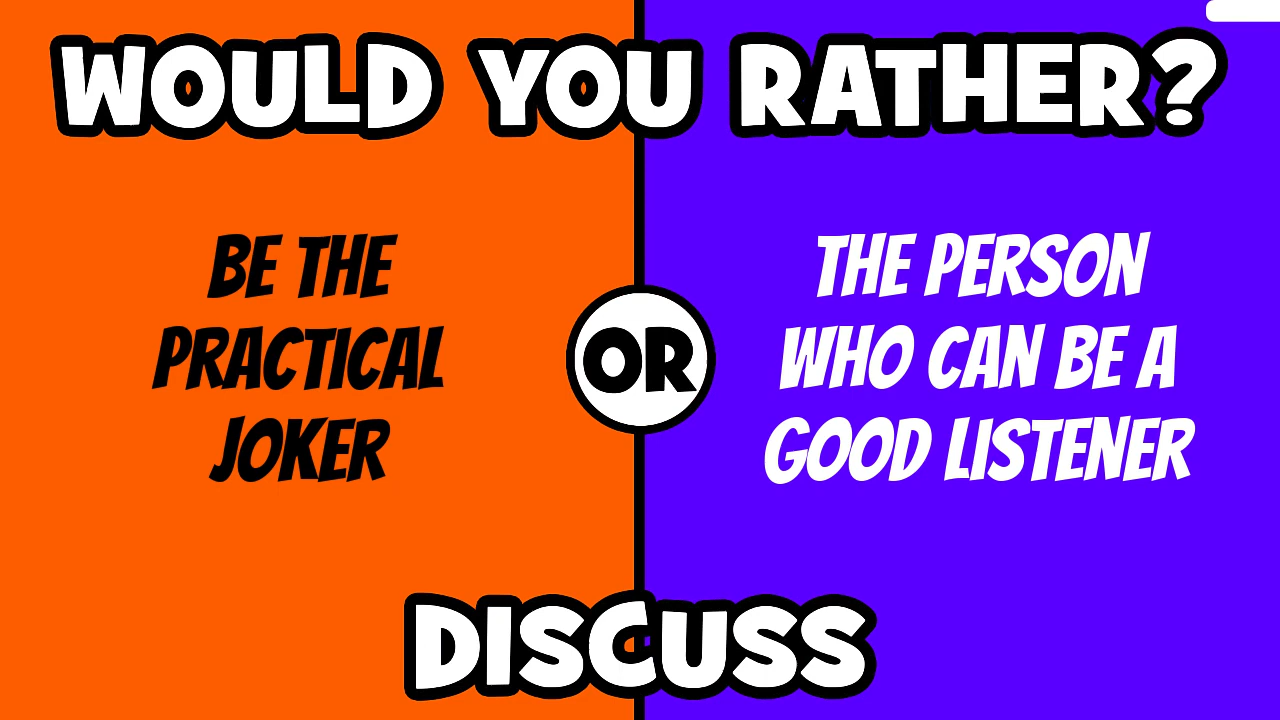 WOULD YOU RATHER?
BE THE
PRACTICAL
JOKER
OR
THE PERSON
WHO CAN BE A
GOOD LISTENER
DISCUSS